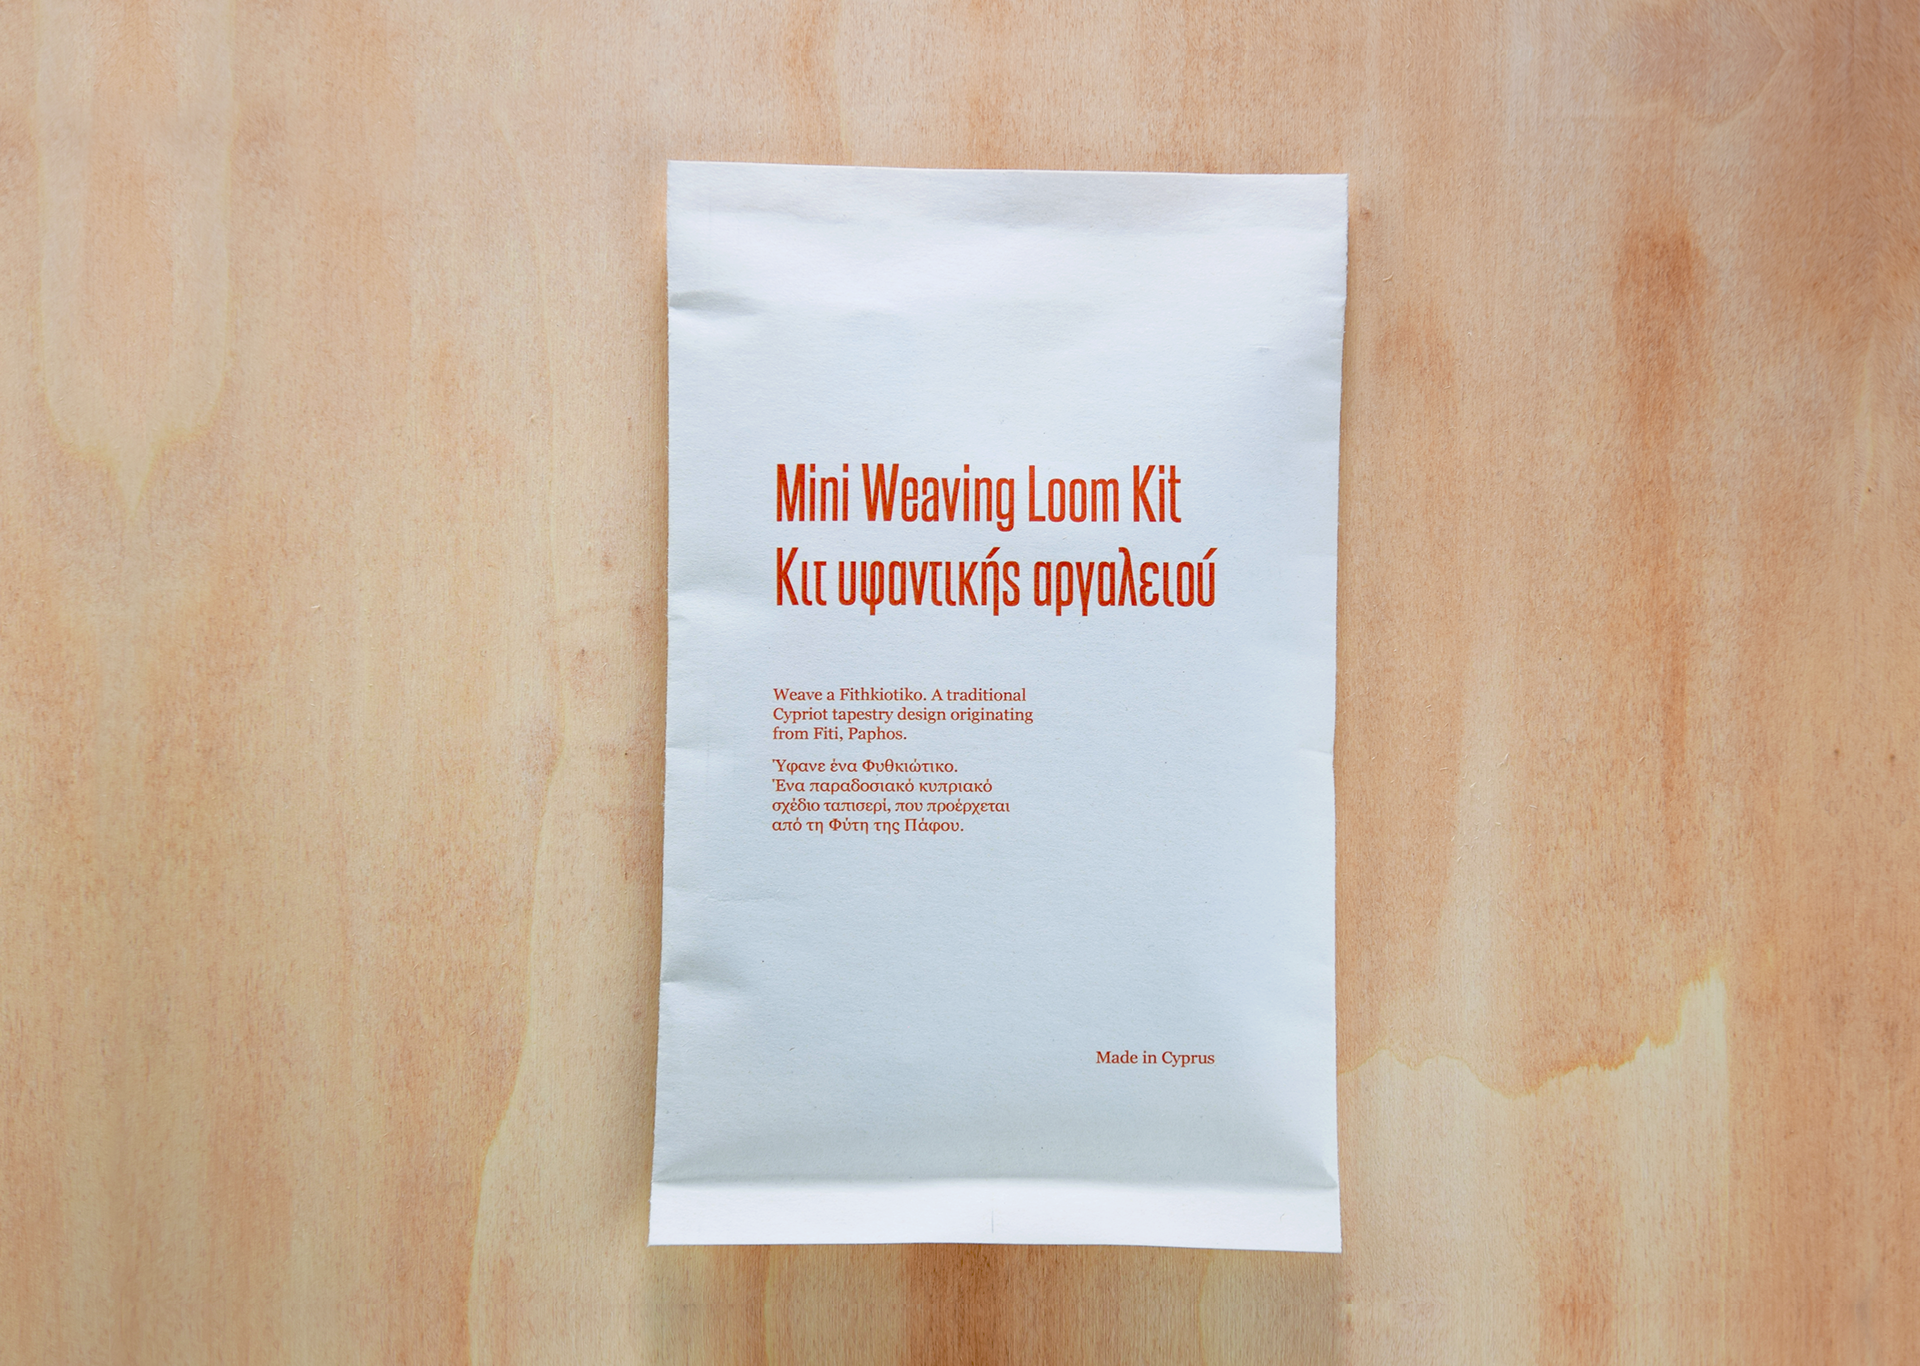 Mini Weaving Loom Kit
Κιτ υφαντικής αργαλειού
Weave a Fithkiotiko. A traditional
Cypriot tapestry design originating
from Fiti, Paphos.
Ύφανε ένα Φυθκιώτικο.
Ένα παραδοσιακό κυπριακό
σχέδιο ταπισερί, που προέρχεται
από τη Φύτη της Πάφου.
Made in Cyprus